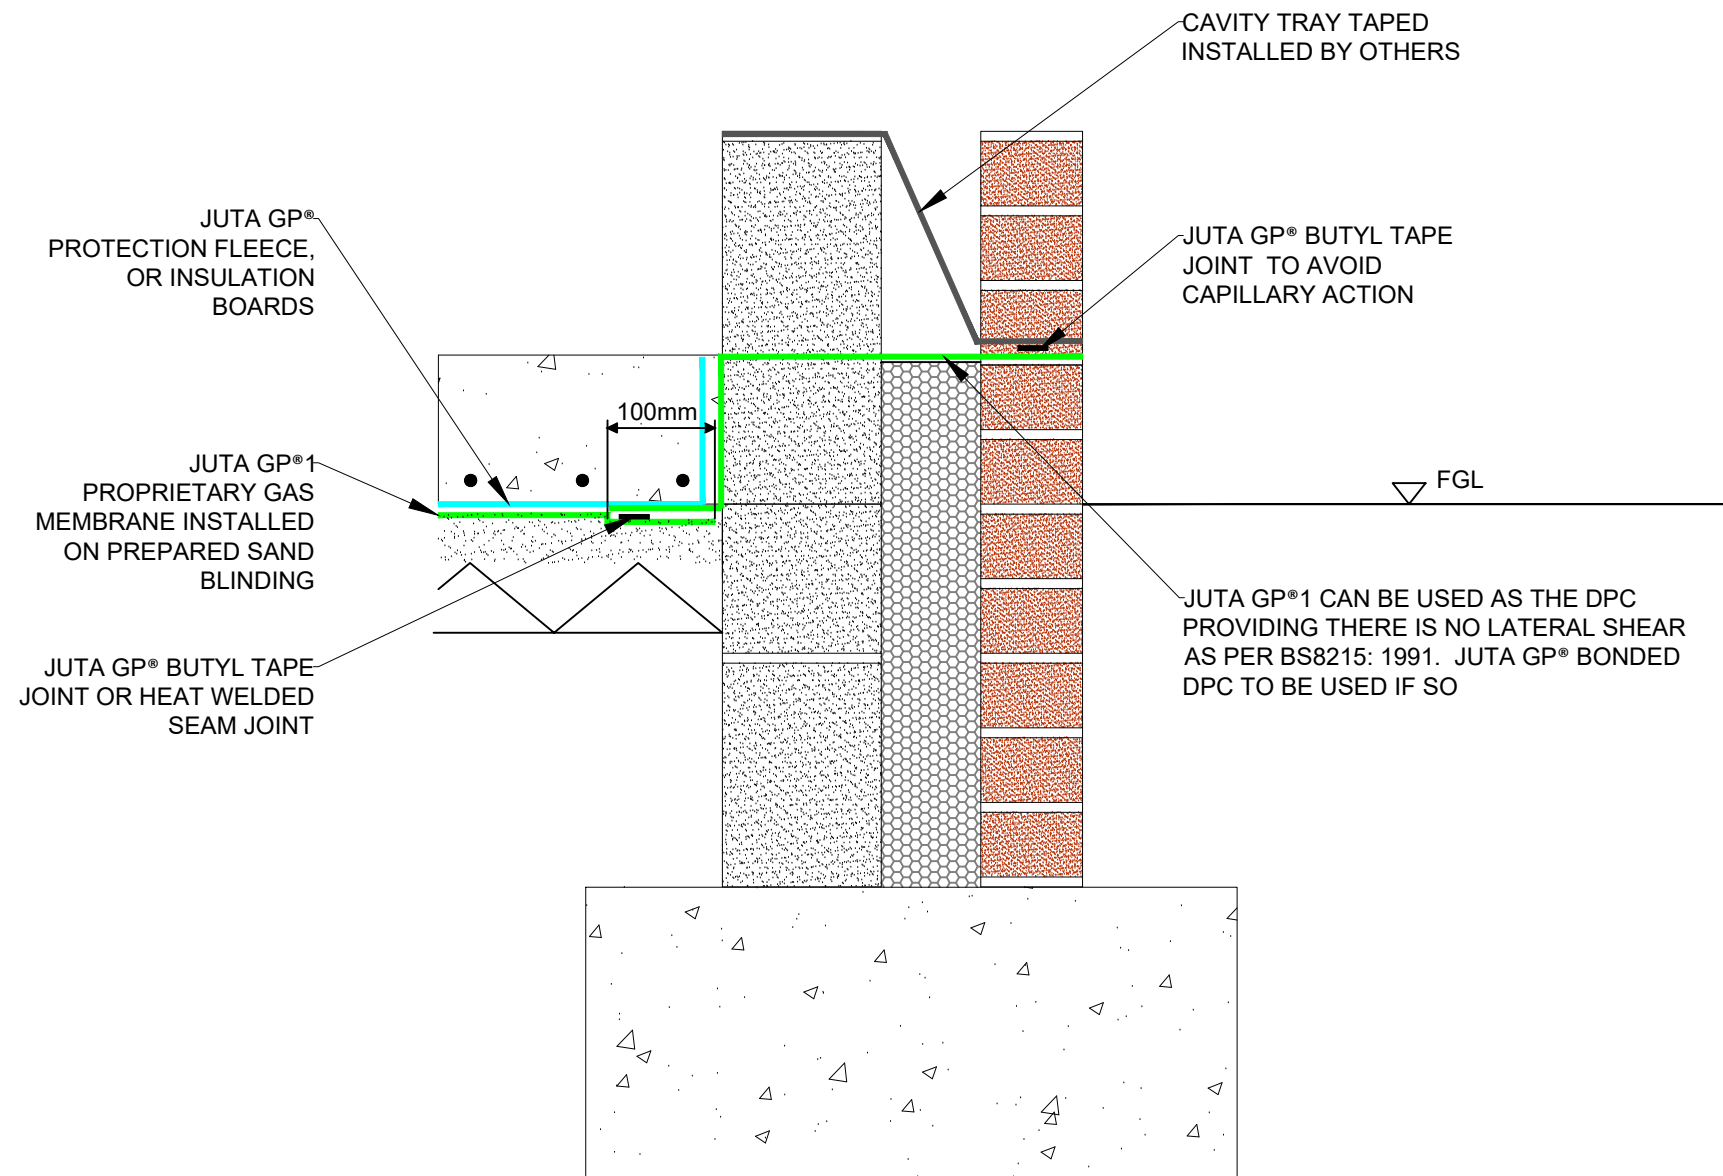 CAVITY TRAY TAPED
INSTALLED BY OTHERS
JUTA GP®
PROTECTION FLEECE,
OR INSULATION
BOARDS
JUTA GP® BUTYL TAPE
JOINT TO AVOID
CAPILLARY ACTION
100mm
JUTA GP®1
PROPRIETARY GAS
MEMBRANE INSTALLED
ON PREPARED SAND
BLINDING
FGL
JUTA GP®1 CAN BE USED AS THE DPC
PROVIDING THERE IS NO LATERAL SHEAR
AS PER BS8215: 1991. JUTA GP® BONDED
DPC TO BE USED IF SO
JUTA GP® BUTYL TAPE
JOINT OR HEAT WELDED
SEAM JOINT